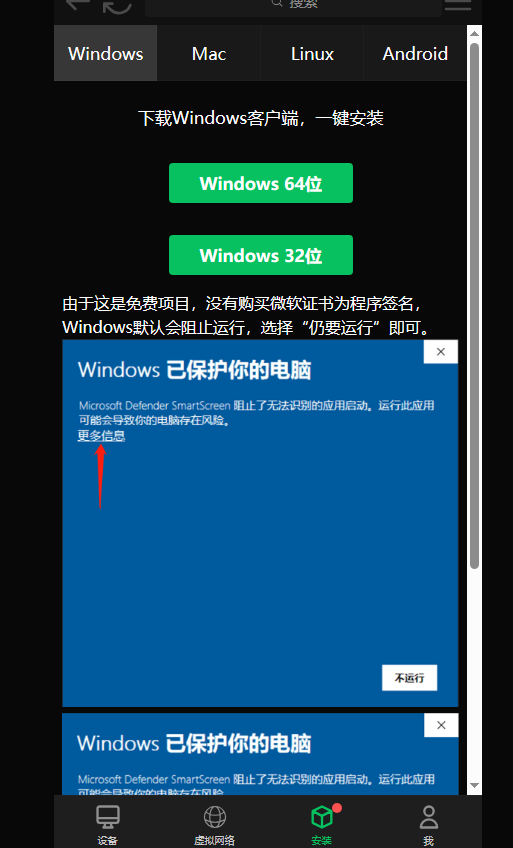 搜索
Windows
Mac
Linux
Android
下载Windows客户端，一键安装
Windows 64位
Windows 32位
由于这是免费项目，没有购买微软证书为程序签名，
Windows默认会阻止运行，选择“仍要运行”即可。
Windows 已保护你的电脑
Microsoft Defender SmartScreen 阻止了无法识别的应用启动。运行此应用
可能会导致你的电脑存在风险。
更多信息
不运行
Windows 已保护你的电脑
Microsoft Defender SmartScreen 阻止了无法识别的应用启动。运行此应用
可能会导致你的电脑存在风险。
设备
虚拟网络
安装
我